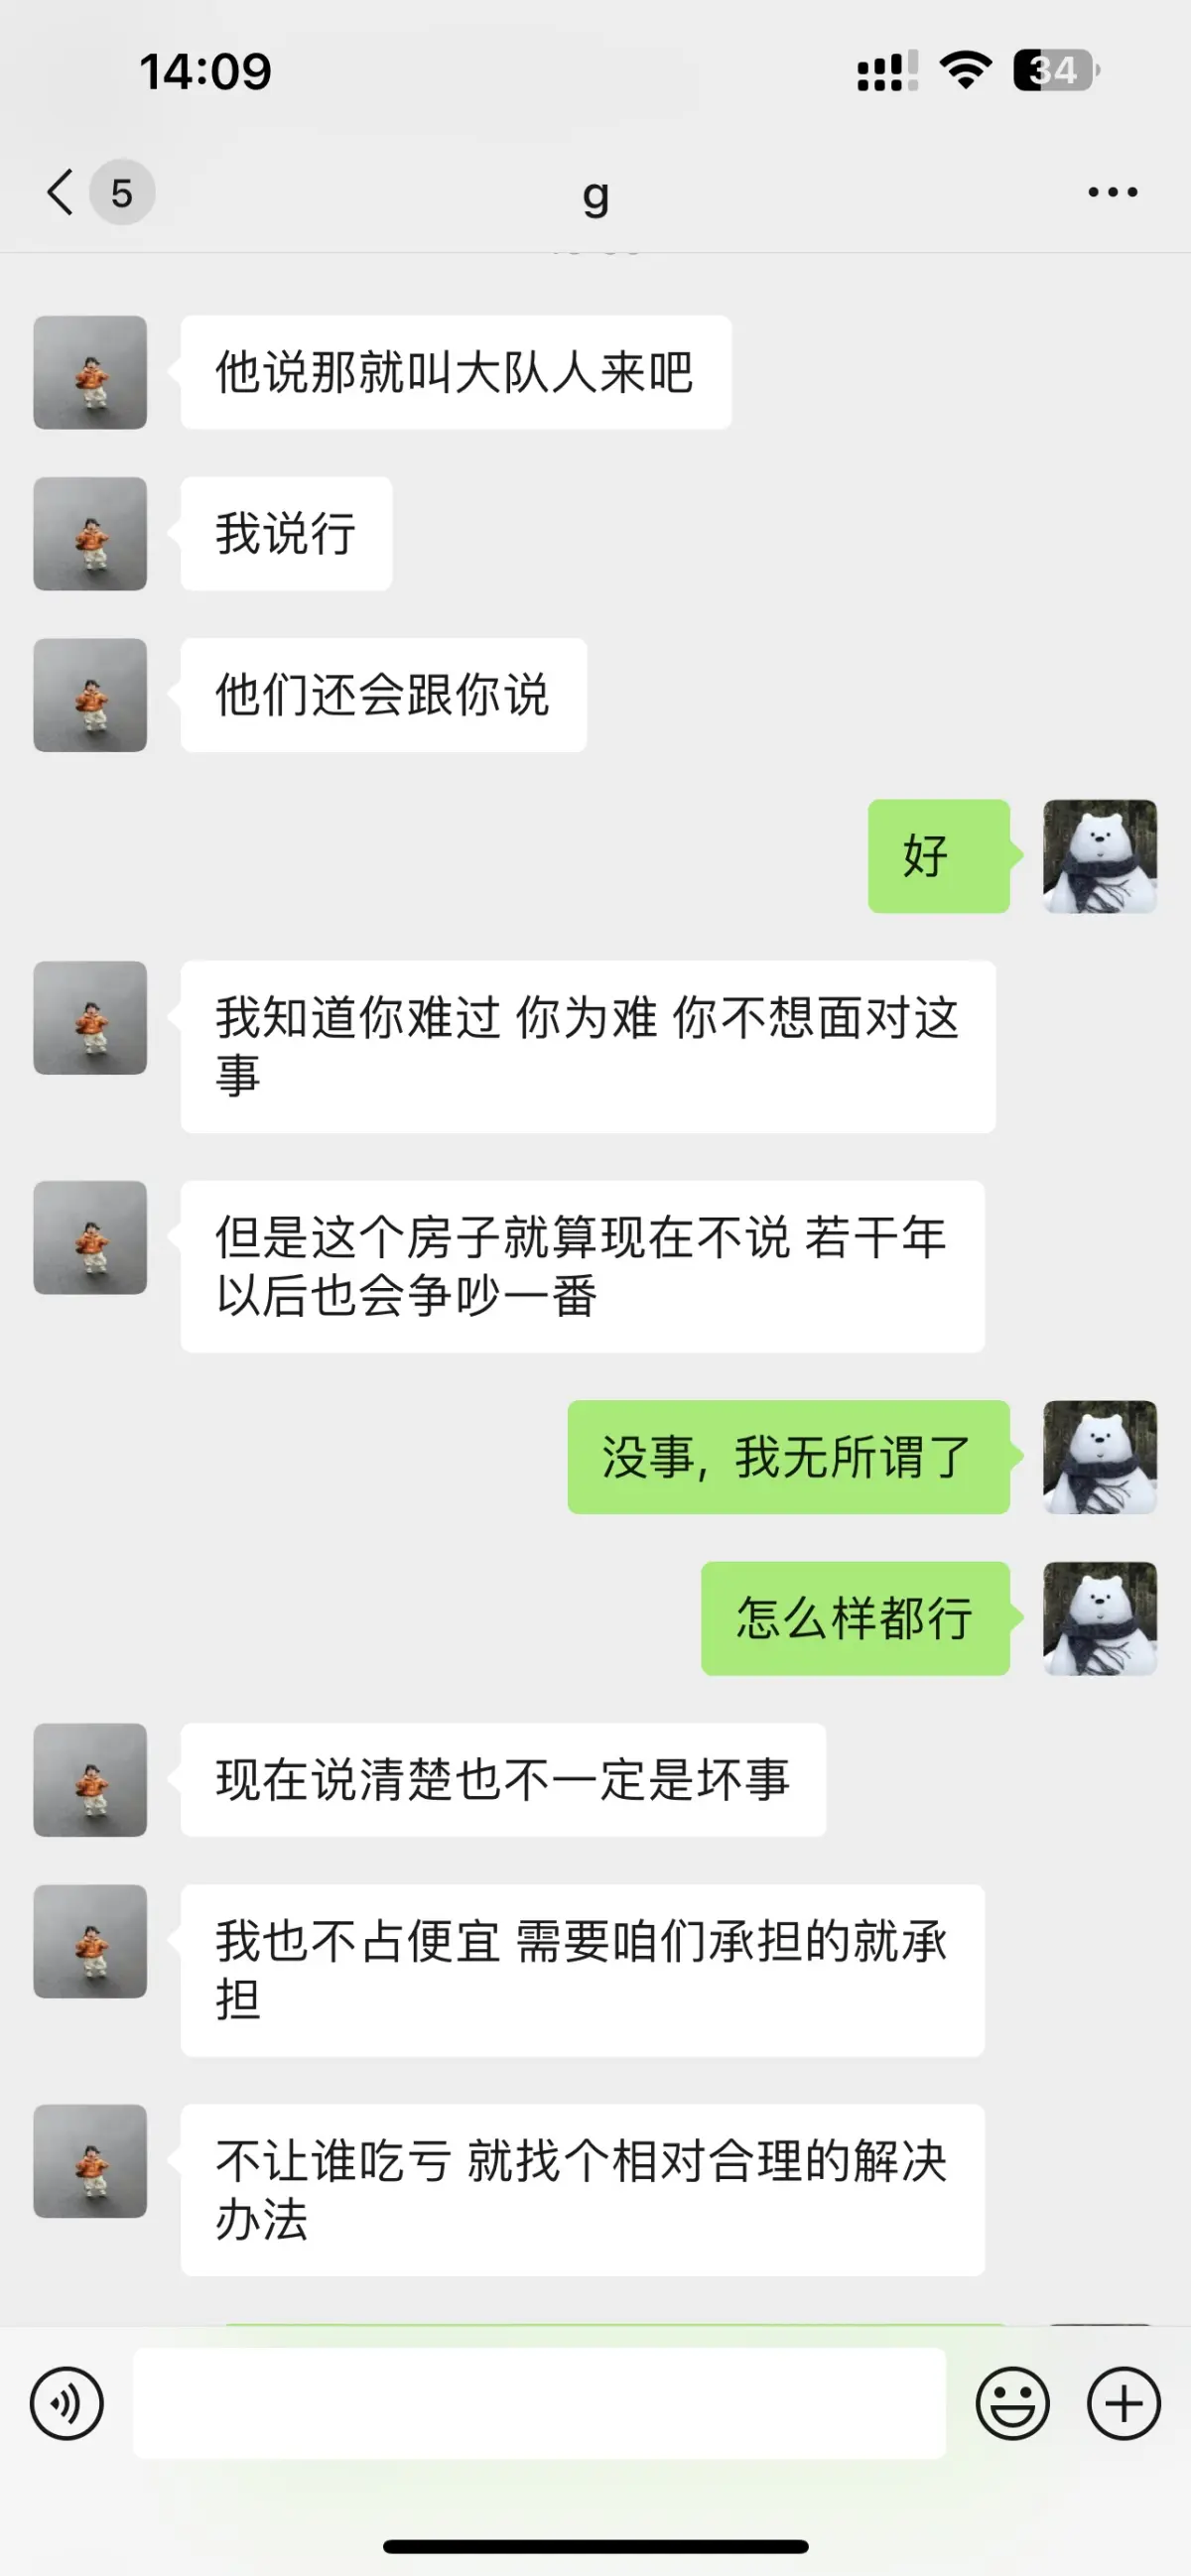 14:09
34
5
g
他说那就叫大队人来吧
我说行
他们还会跟你说
好
我知道你难过 你为难 你不想面对这
事
但是这个房子就算现在不说 若干年
以后也会争吵一番
没事，我无所谓了
怎么样都行
现在说清楚也不一定是坏事
我也不占便宜 需要咱们承担的就承
担
不让谁吃亏 就找个相对合理的解决
办法